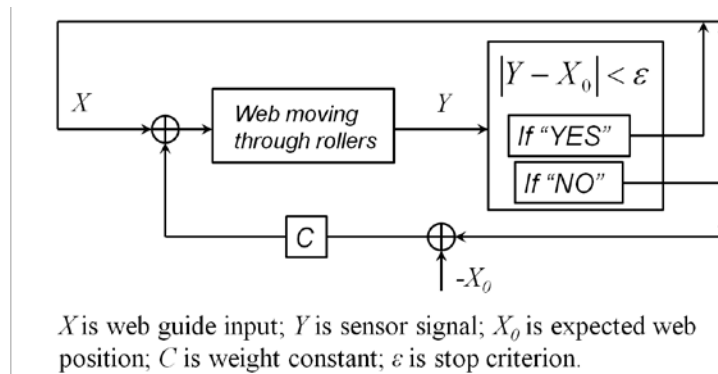 X
Web moving
through rollers
Y
|Y − X₀| < ε
If “YES”
If “NO”
C
-X₀
X is web guide input; Y is sensor signal; X₀ is expected web
position; C is weight constant; ε is stop criterion.